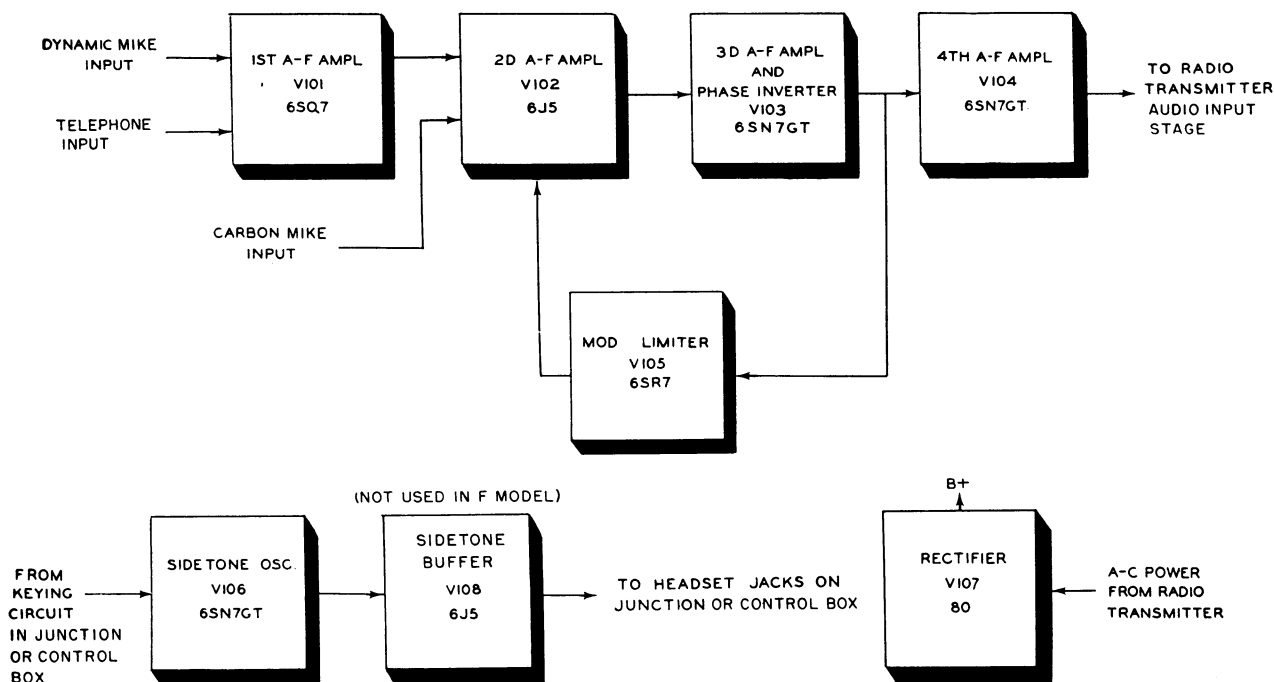 DYNAMIC MIKE
INPUT
TELEPHONE
INPUT
1ST A-F AMPL
V101
6SQ7
2D A-F AMPL
V102
6J5
3D A-F AMPL
AND
PHASE INVERTER
V103
6SN7GT
4TH A-F AMPL
V104
6SN7GT
TO RADIO
TRANSMITTER
AUDIO INPUT
STAGE
CARBON MIKE
INPUT
MOD LIMITER
V105
6SR7
FROM
KEYING
CIRCUIT
IN JUNCTION
OR CONTROL
BOX
SIDETONE OSC.
V106
6SN7GT
(NOT USED IN F MODEL)
SIDETONE
BUFFER
V108
6J5
TO HEADSET JACKS ON
JUNCTION OR CONTROL BOX
B+
RECTIFIER
V107
80
A-C POWER
FROM RADIO
TRANSMITTER